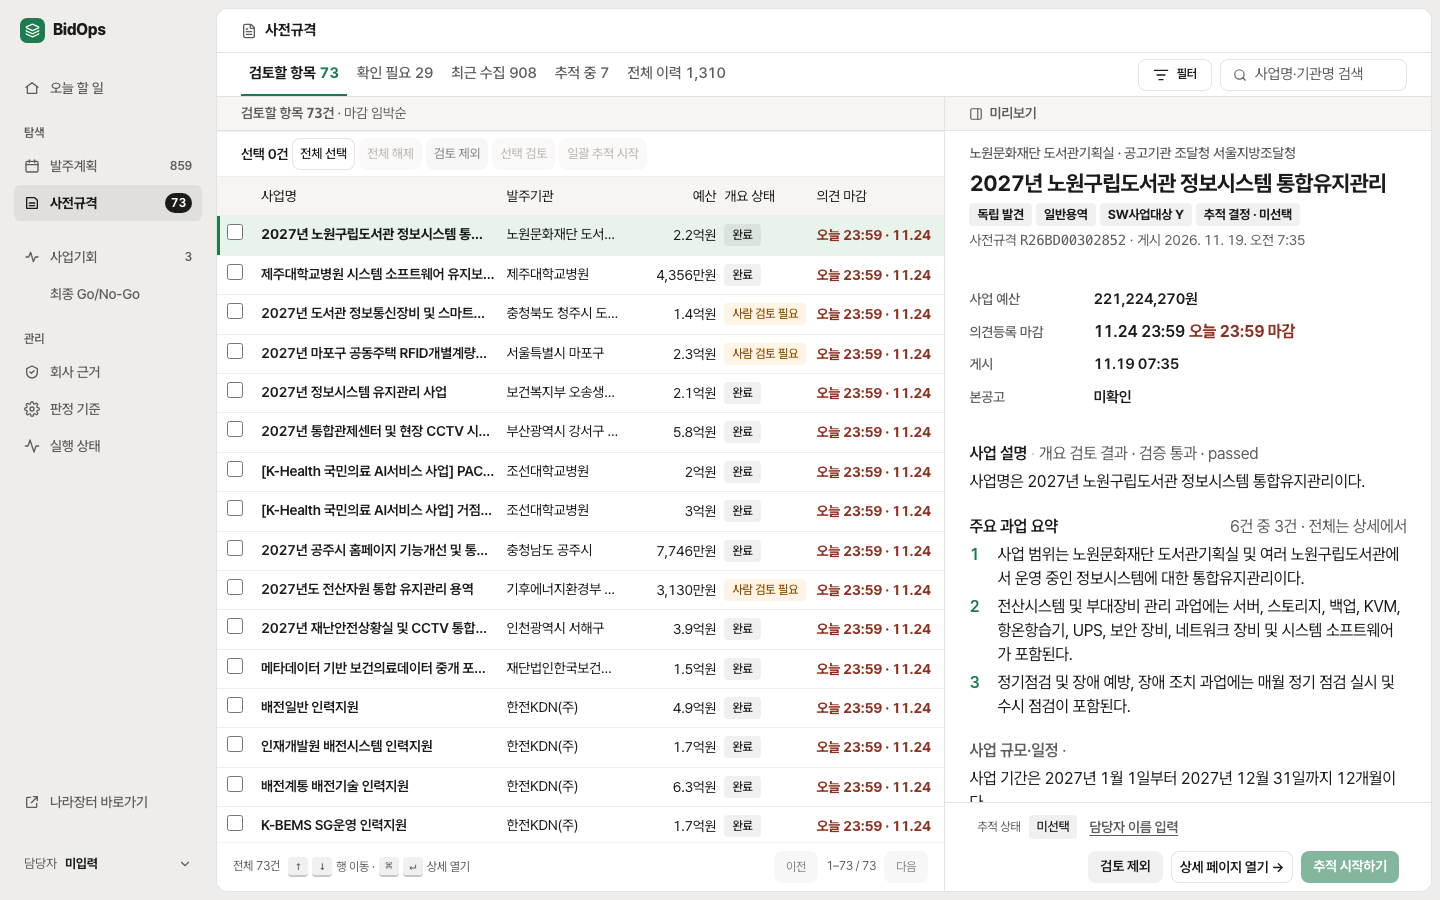 BidOps
오늘 할 일
탐색
발주계획 859
사전규격 73
사업기회 3
최종 Go/No-Go
관리
회사 근거
판정 기준
실행 상태
나라장터 바로가기
담당자 미입력
사전규격
검토할 항목 73 확인 필요 29 최근 수집 908 추적 중 7 전체 이력 1,310
필터 사업명·기관명 검색
검토할 항목 73건 · 마감 임박순
선택 0건 전체 선택 전체 해제 검토 제외 선택 검토 일괄 추적 시작
사업명 발주기관 예산 개요 상태 의견 마감
2027년 노원구립도서관 정보시스템 통... 노원문화재단 도서... 2.2억원 완료 오늘 23:59 · 11.24
제주대학교병원 시스템 소프트웨어 유지보... 제주대학교병원 4,356만원 완료 오늘 23:59 · 11.24
2027년 도서관 정보통신장비 및 스마트... 충청북도 청주시 도... 1.4억원 사람 검토 필요 오늘 23:59 · 11.24
2027년 마포구 공동주택 RFID개별계량... 서울특별시 마포구 2.3억원 사람 검토 필요 오늘 23:59 · 11.24
2027년 정보시스템 유지관리 사업 보건복지부 오송생... 2.1억원 완료 오늘 23:59 · 11.24
2027년 통합관제센터 및 현장 CCTV 시... 부산광역시 강서구 ... 5.8억원 완료 오늘 23:59 · 11.24
[K-Health 국민의료 AI서비스 사업] PAC... 조선대학교병원 2억원 완료 오늘 23:59 · 11.24
[K-Health 국민의료 AI서비스 사업] 거점... 조선대학교병원 3억원 완료 오늘 23:59 · 11.24
2027년 공주시 홈페이지 기능개선 및 통... 충청남도 공주시 7,746만원 완료 오늘 23:59 · 11.24
2027년도 전산자원 통합 유지관리 용역 기후에너지환경부 ... 3,130만원 사람 검토 필요 오늘 23:59 · 11.24
2027년 재난안전상황실 및 CCTV 통합... 인천광역시 서해구 3.9억원 완료 오늘 23:59 · 11.24
메타데이터 기반 보건의료데이터 중개 포... 재단법인한국보건... 1.5억원 완료 오늘 23:59 · 11.24
배전일반 인력지원 한전KDN(주) 4.9억원 완료 오늘 23:59 · 11.24
인재개발원 배전시스템 인력지원 한전KDN(주) 1.7억원 완료 오늘 23:59 · 11.24
배전계통 배전기술 인력지원 한전KDN(주) 6.3억원 완료 오늘 23:59 · 11.24
K-BEMS SG운영 인력지원 한전KDN(주) 1.7억원 완료 오늘 23:59 · 11.24
전체 73건 ↑ ↓ 행 이동 · ⌘ ↵ 상세 열기 이전 1–73 / 73 다음
미리보기
노원문화재단 도서관기획실 · 공고기관 조달청 서울지방조달청
2027년 노원구립도서관 정보시스템 통합유지관리
독립 발견 일반용역 SW사업대상 Y 추적 결정 · 미선택
사전규격 R26BD00302852 · 게시 2026. 11. 19. 오전 7:35
사업 예산 221,224,270원
의견등록 마감 11.24 23:59 오늘 23:59 마감
게시 11.19 07:35
본공고 미확인
사업 설명 · 개요 검토 결과 · 검증 통과 · passed
사업명은 2027년 노원구립도서관 정보시스템 통합유지관리이다.
주요 과업 요약 6건 중 3건 · 전체는 상세에서
1 사업 범위는 노원문화재단 도서관기획실 및 여러 노원구립도서관에
서 운영 중인 정보시스템에 대한 통합유지관리이다.
2 전산시스템 및 부대장비 관리 과업에는 서버, 스토리지, 백업, KVM,
항온항습기, UPS, 보안 장비, 네트워크 장비 및 시스템 소프트웨어
가 포함된다.
3 정기점검 및 장애 예방, 장애 조치 과업에는 매월 정기 점검 실시 및
수시 점검이 포함된다.
사업 규모·일정 ·
사업 기간은 2027년 1월 1일부터 2027년 12월 31일까지 12개월이
다.
추적 상태 미선택 담당자 이름 입력
검토 제외 상세 페이지 열기 → 추적 시작하기